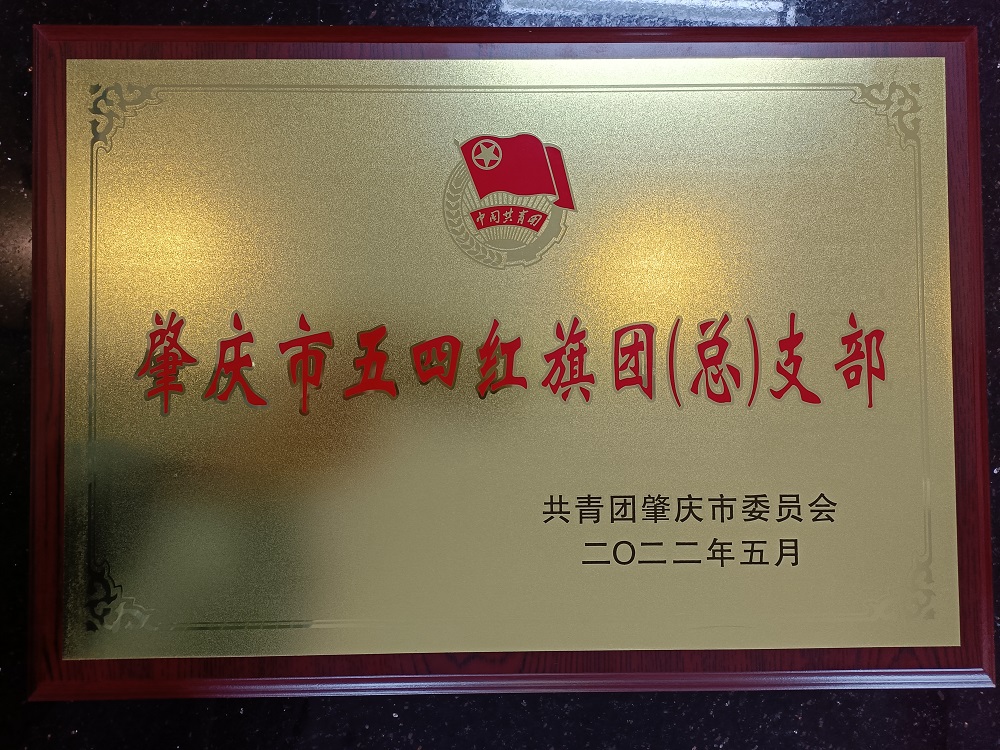 中国共青团
肇庆市五四红旗团(总)支部
共青团肇庆市委员会
二〇二二年五月